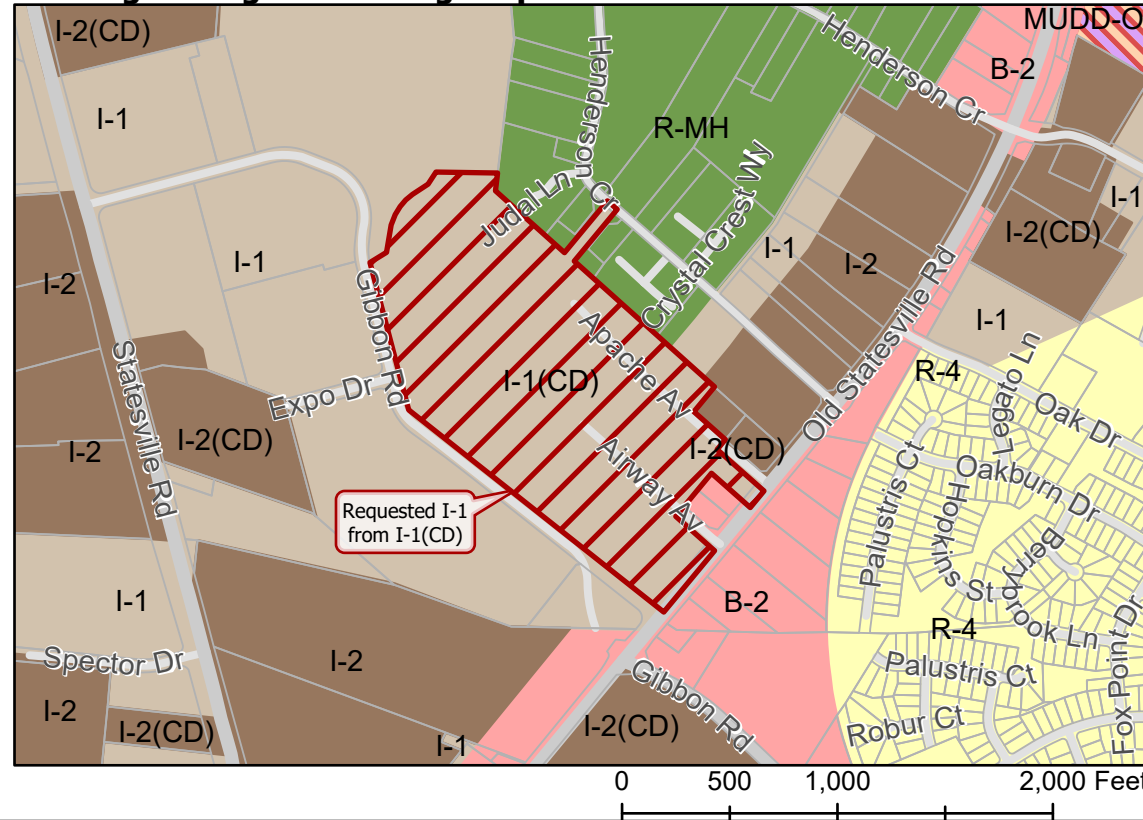 I-2(CD)
MUDD-O
B-2
Henderson Cr
Henderson Cr
I-1
R-MH
Judal Ln
Crystal Crest Wy
I-1
I-2(CD)
I-1
I-2
I-1
I-2
Gibbon Rd
Old Statesville Rd
I-1
Apache Av
Statesville Rd
Expo Dr
I-1(CD)
R-4
Legato Ln
Oak Dr
I-2
I-2(CD)
I-2(CD)
Airway Av
Palustris Ct
Oakburn Dr
Hopkins St
Requested I-1
from I-1(CD)
I-1
B-2
R-4
Spector Dr
I-2
Palustris Ct
Fox Point Dr
I-2
I-2(CD)
I-1
I-2(CD)
Gibbon Rd
Robur Ct
0 500 1,000 2,000 Feet